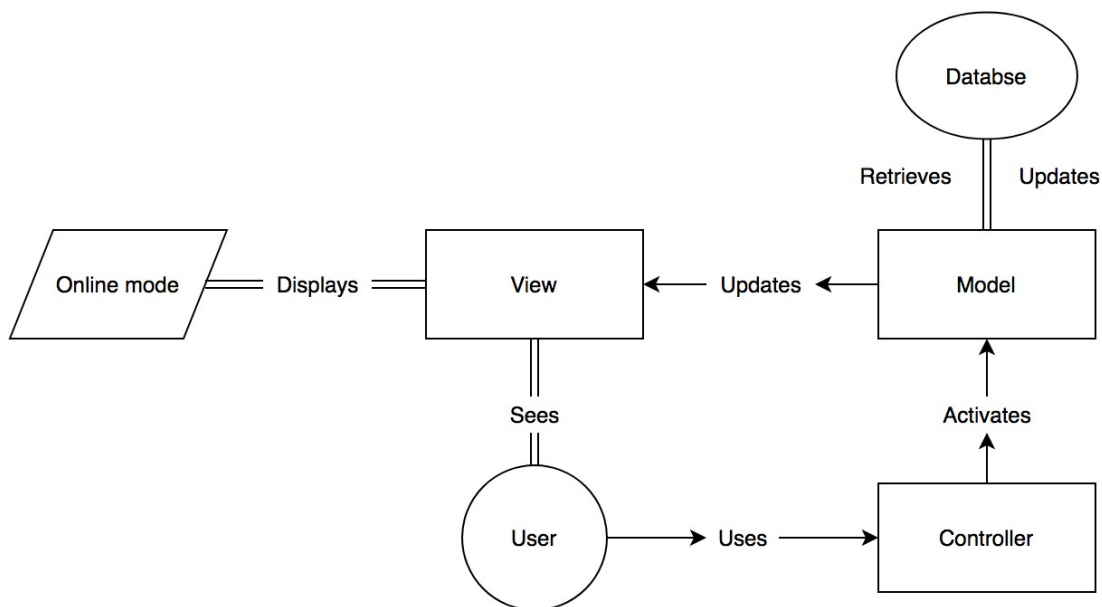 Databse
Retrieves
Updates
Online mode
Displays
View
Updates
Model
Sees
Activates
User
Uses
Controller